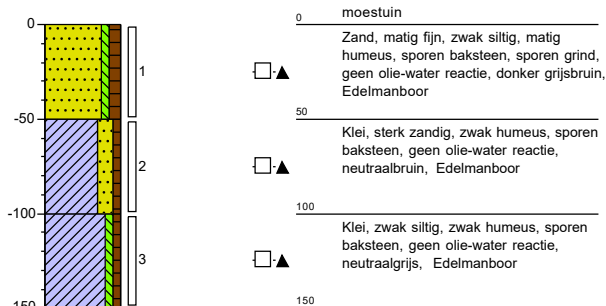 moestuin
0
0
Zand, matig fijn, zwak siltig, matig
humeus, sporen baksteen, sporen grind,
geen olie-water reactie, donker grijsbruin,
Edelmanboor
1
-50
50
Klei, sterk zandig, zwak humeus, sporen
baksteen, geen olie-water reactie,
neutraalbruin, Edelmanboor
2
-100
100
Klei, zwak siltig, zwak humeus, sporen
baksteen, geen olie-water reactie,
neutraalgrijs, Edelmanboor
3
-150
150